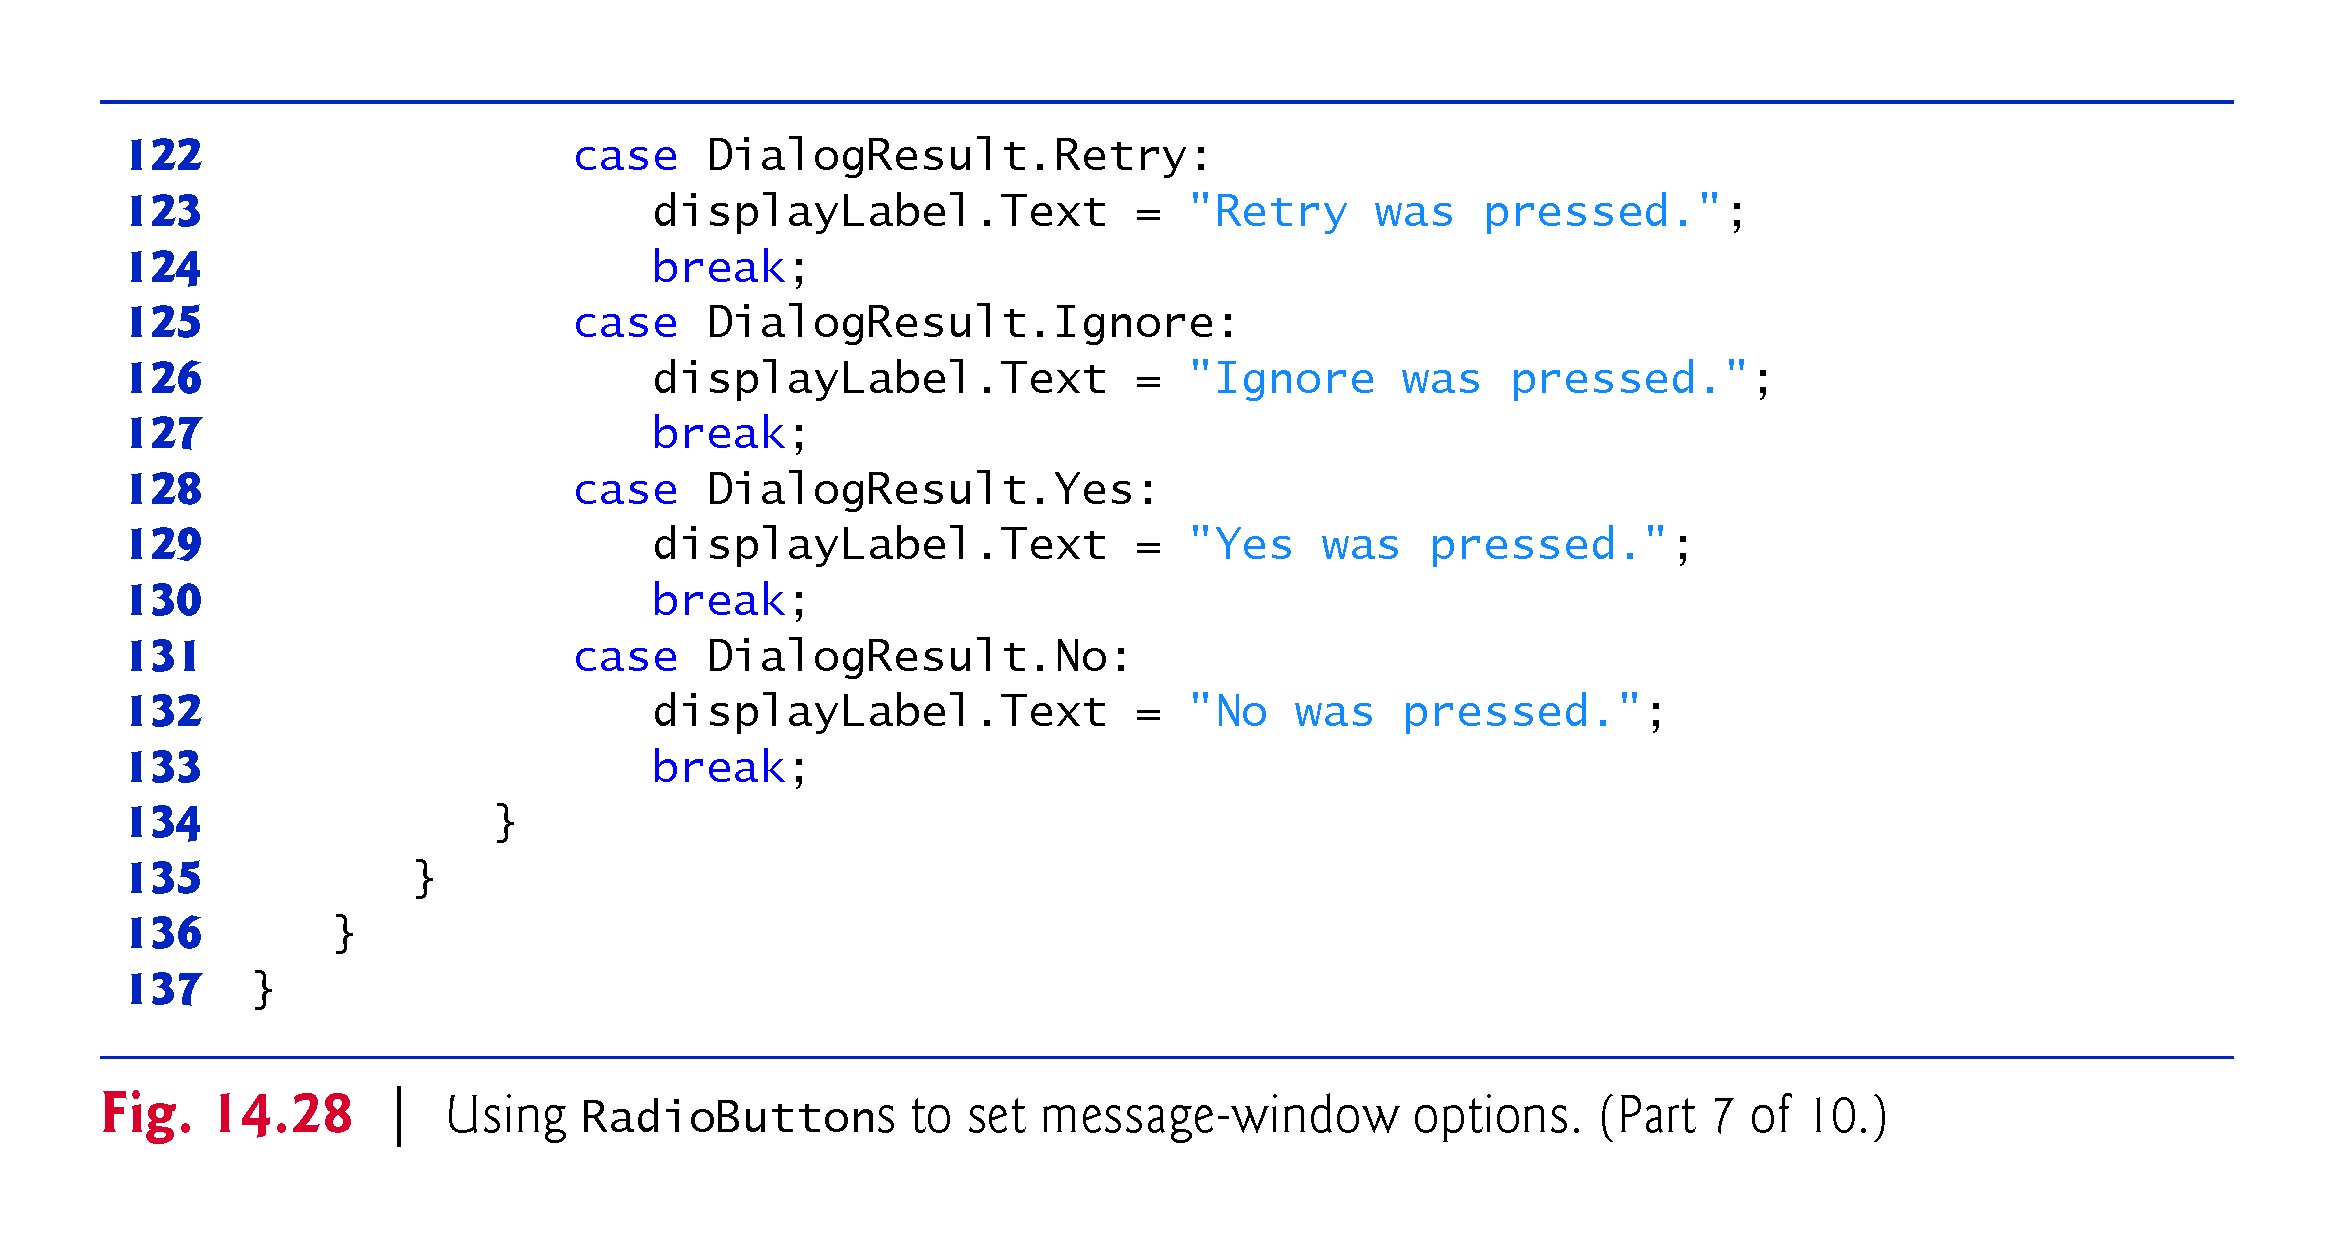 122 case DialogResult.Retry:
123 displayLabel.Text = "Retry was pressed.";
124 break;
125 case DialogResult.Ignore:
126 displayLabel.Text = "Ignore was pressed.";
127 break;
128 case DialogResult.Yes:
129 displayLabel.Text = "Yes was pressed.";
130 break;
131 case DialogResult.No:
132 displayLabel.Text = "No was pressed.";
133 break;
134 }
135 }
136 }
137 }
Fig. 14.28 | Using RadioButtons to set message-window options. (Part 7 of 10.)